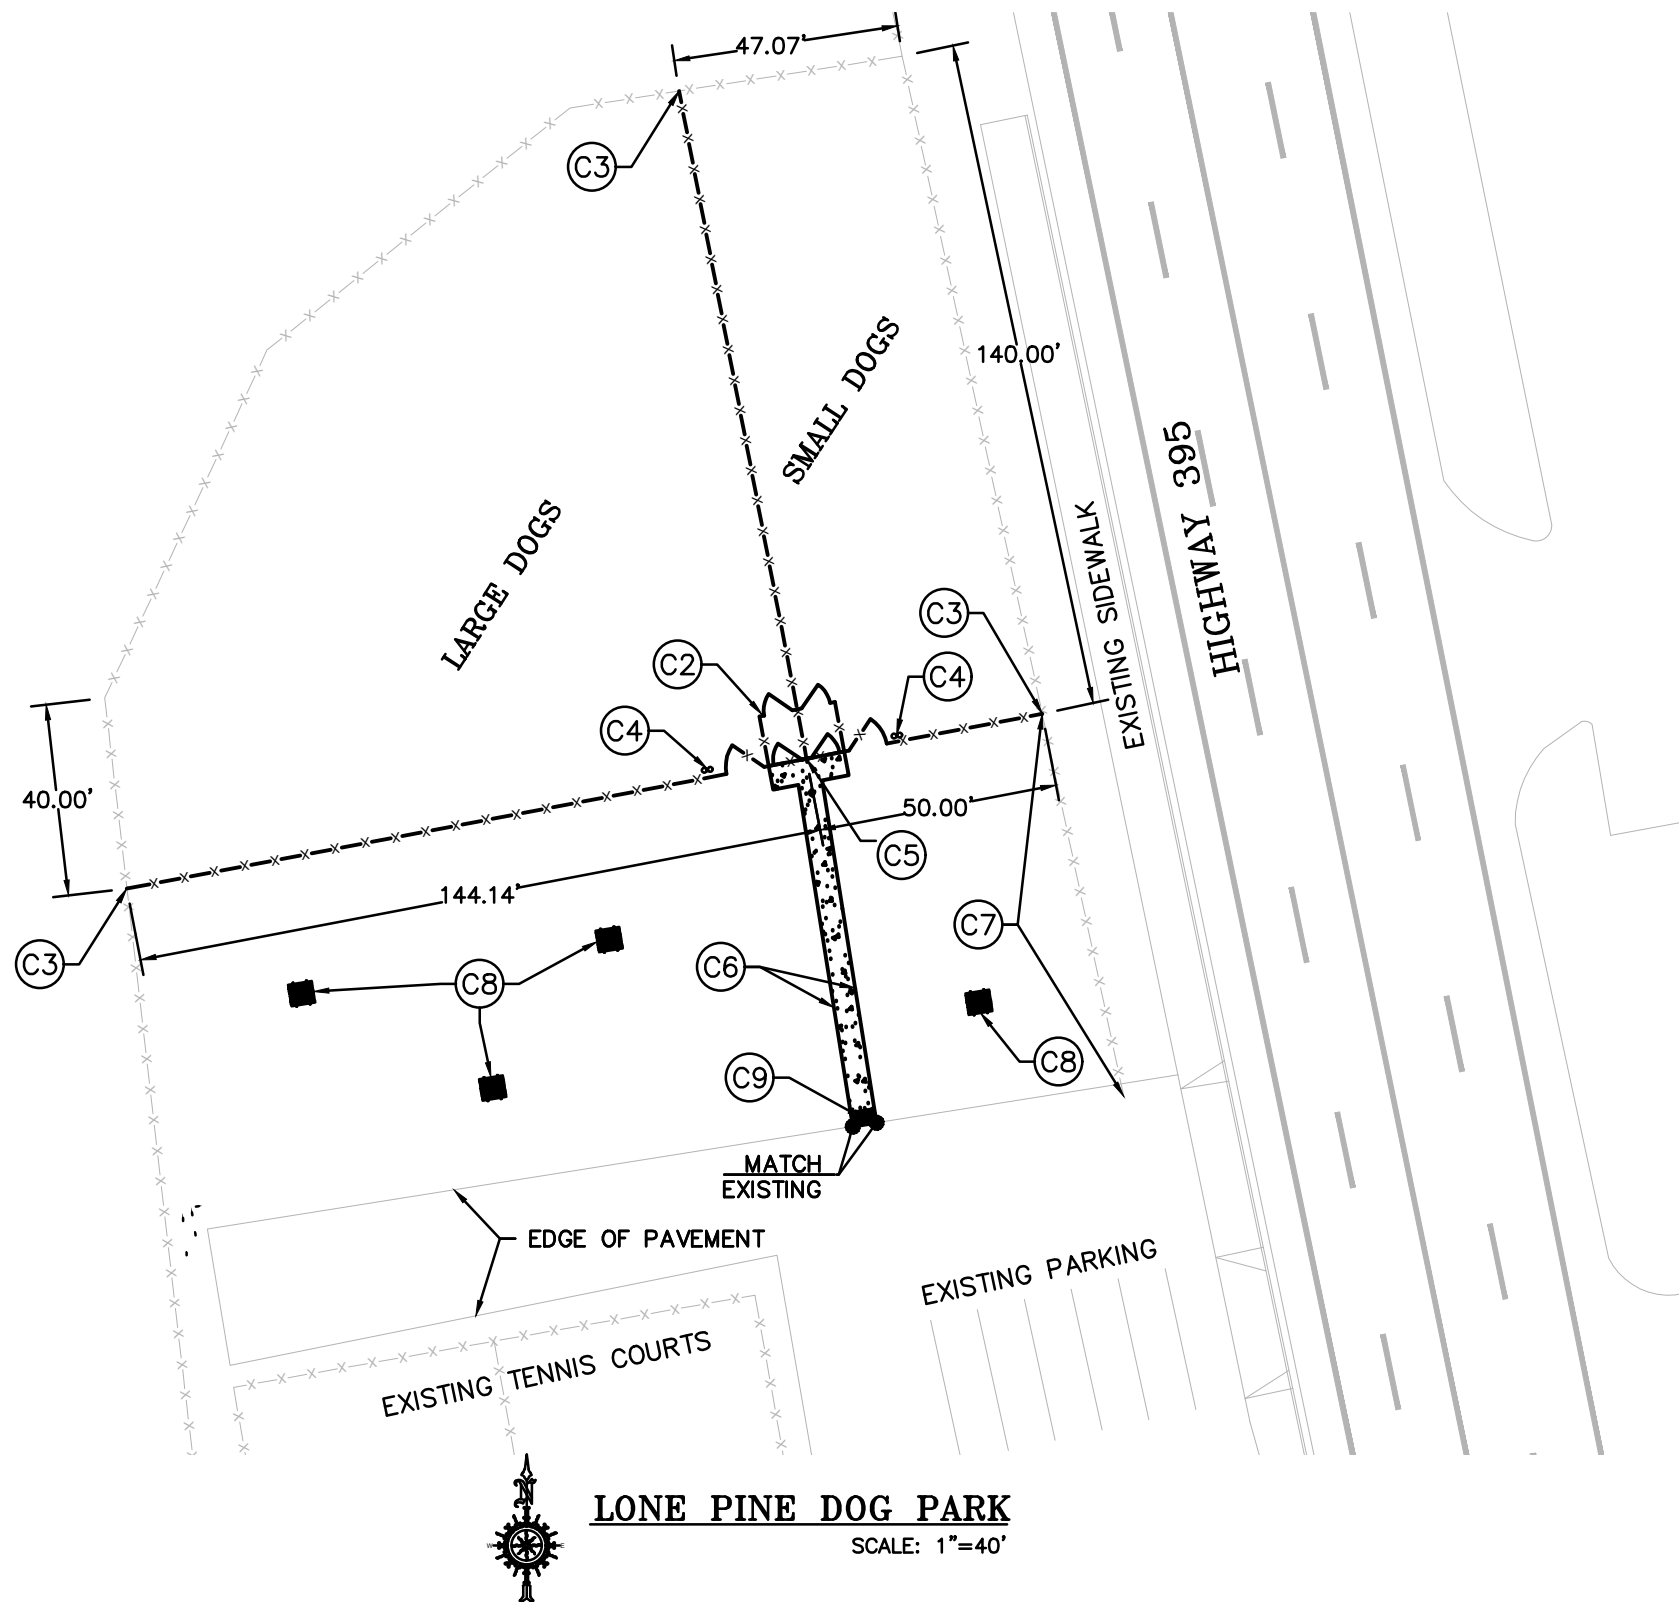 47.07'
C3
140.00'
SMALL DOGS
HIGHWAY 395
LARGE DOGS
EXISTING SIDEWALK
C3
C2
C4
C4
40.00'
50.00'
C5
144.14'
C7
C3
C6
C8
C8
C9
MATCH
EXISTING
EDGE OF PAVEMENT
EXISTING PARKING
EXISTING TENNIS COURTS
N
W
E
LONE PINE DOG PARK
SCALE: 1"=40'